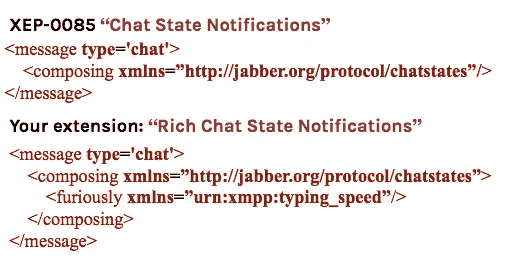 XEP-0085 “Chat State Notifications”
<message type='chat'>
<composing xmlns=”http://jabber.org/protocol/chatstates”/>
</message>
Your extension: “Rich Chat State Notifications”
<message type='chat'>
<composing xmlns=”http://jabber.org/protocol/chatstates”>
<furiously xmlns=”urn:xmpp:typing_speed”/>
</composing>
</message>